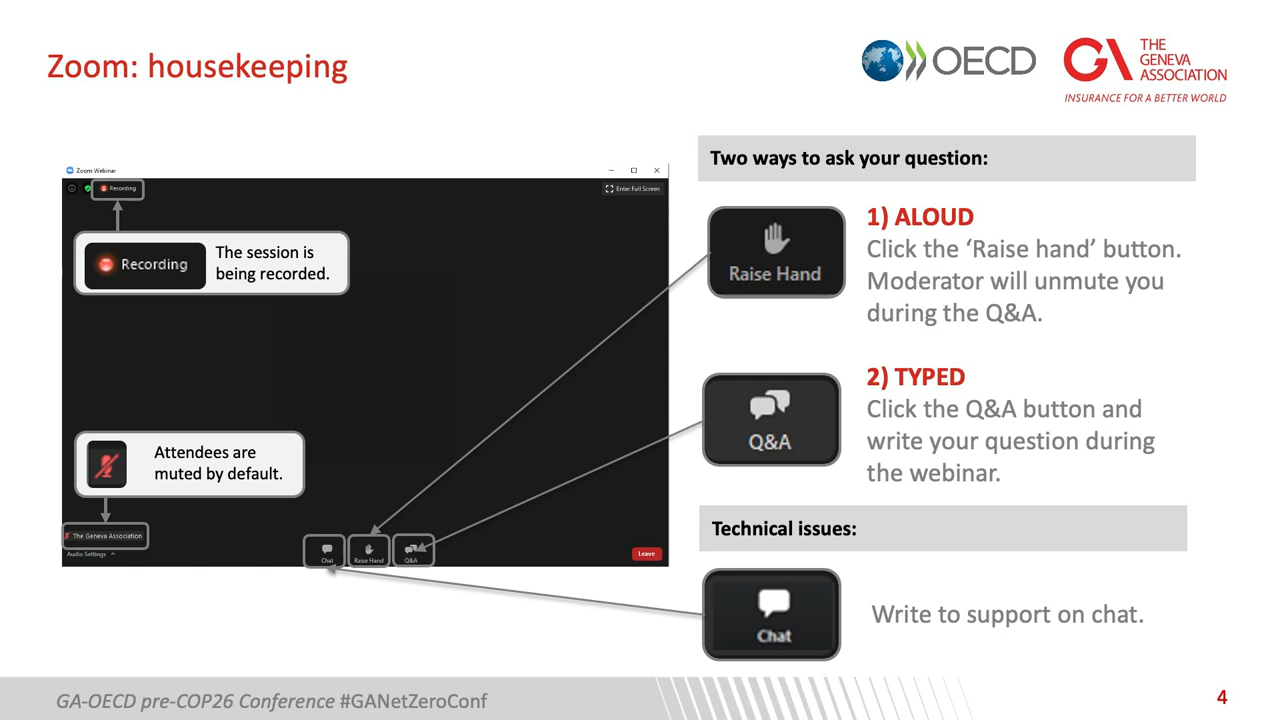 Zoom: housekeeping
OECD
GA
THE
GENEVA
ASSOCIATION
INSURANCE FOR A BETTER WORLD
Zoom Webinar
Recording
Enter Full Screen
Recording
The session is
being recorded.
Attendees are
muted by default.
The Geneva Association
Audio Settings
Chat
Raise Hand
Q&A
Leave
Two ways to ask your question:
Raise Hand
1) ALOUD
Click the ‘Raise hand’ button.
Moderator will unmute you
during the Q&A.
Q&A
2) TYPED
Click the Q&A button and
write your question during
the webinar.
Technical issues:
Chat
Write to support on chat.
GA-OECD pre-COP26 Conference #GANetZeroConf
4